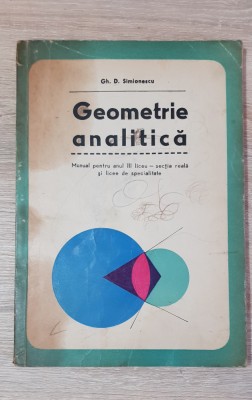 Gh. D. Simionescu
Geometrie
analitică
Manual pentru anul III liceu – secția reală
și licee de specialitate